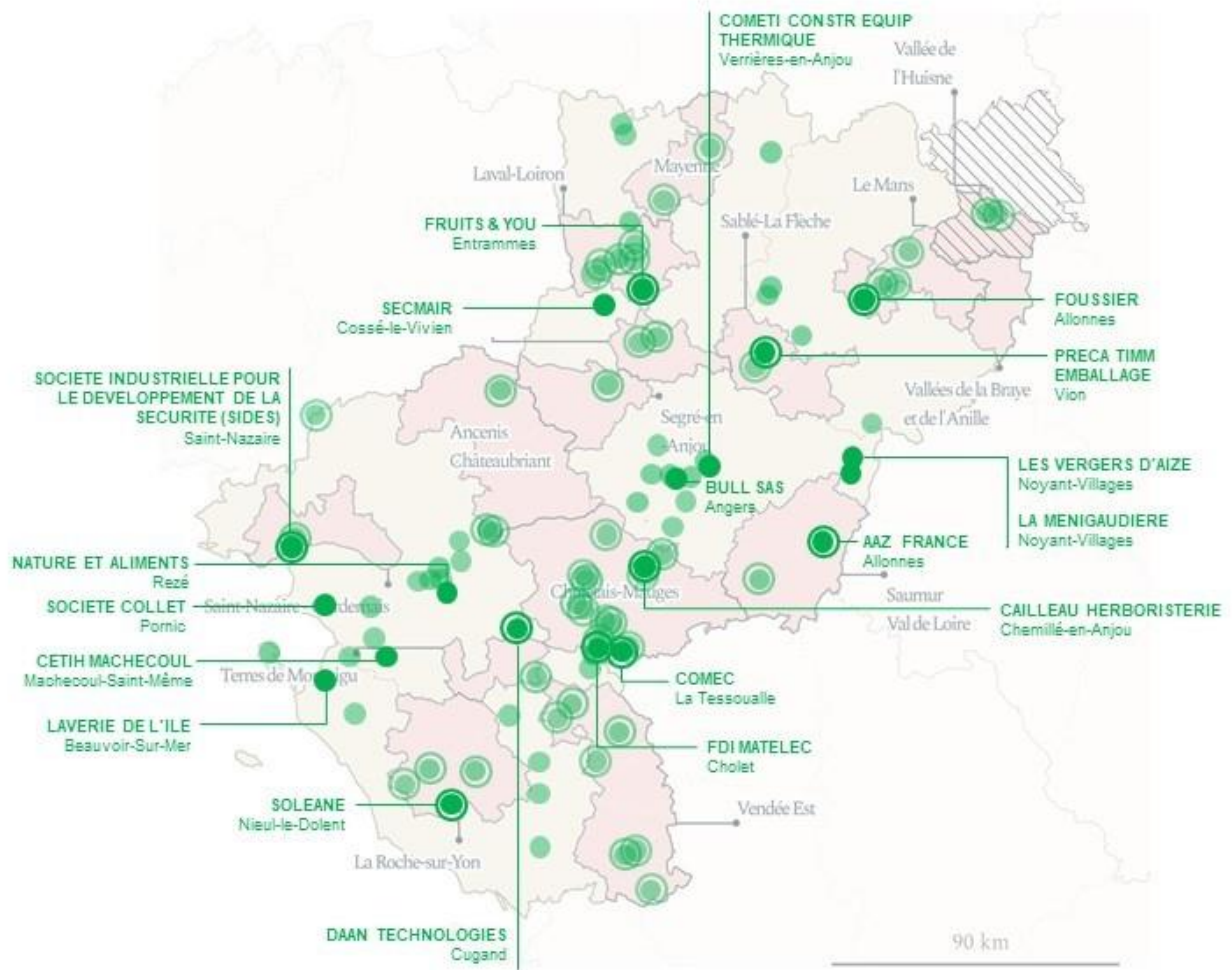 COMETI CONSTR EQUIP
THERMIQUE
Verrières-en-Anjou
Vallée de
l'Huisne
Laval-Loiron
Mayenne
Le Mans
FRUITS & YOU
Entrammes
Sablé-La Flèche
SECMAIR
Cossé-le-Vivien
FOUSSIER
Allonnes
PRECA TIMM
EMBALLAGE
Vion
SOCIETE INDUSTRIELLE POUR
LE DEVELOPPEMENT DE LA
SECURITE (SIDES)
Saint-Nazaire
Vallées de la Braye
et de l'Anille
Ancenis
Châteaubriant
Segré-en
-Anjou
LES VERGERS D'AIZE
Noyant-Villages
BULL SAS
Angers
LA MENIGAUDIERE
Noyant-Villages
AAZ FRANCE
Allonnes
NATURE ET ALIMENTS
Rezé
Saumur
Val de Loire
SOCIETE COLLET
Pornic
Saint-Nazaire
CAILLEAU HERBORISTERIE
Chemillé-en-Anjou
CETIH MACHECOUL
Machecoul-Saint-Même
Terres de
COMEC
La Tessoualle
LAVERIE DE L'ILE
Beauvoir-Sur-Mer
FDI MATELEC
Cholet
SOLEANE
Nieul-le-Dolent
Vendée Est
La Roche-sur-Yon
DAAN TECHNOLOGIES
Cugand
90 km